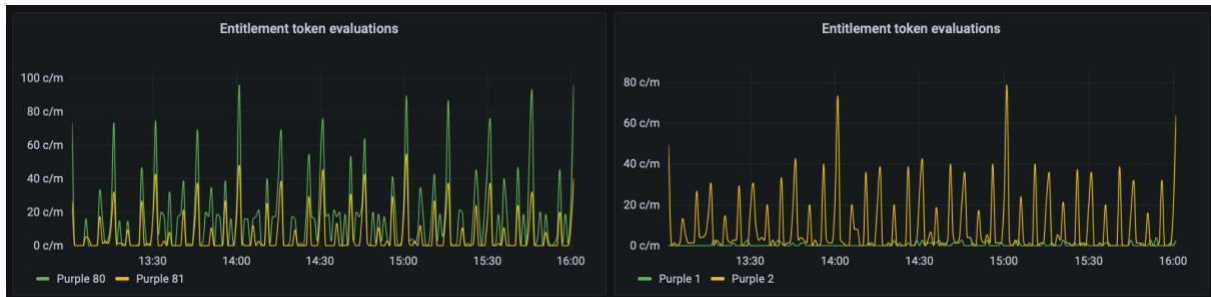 Entitlement token evaluations
100 c/m
80 c/m
60 c/m
40 c/m
20 c/m
0 c/m
13:30 14:00 14:30 15:00 15:30 16:00
Purple 80 Purple 81
Entitlement token evaluations
80 c/m
60 c/m
40 c/m
20 c/m
0 c/m
13:30 14:00 14:30 15:00 15:30 16:00
Purple 1 Purple 2